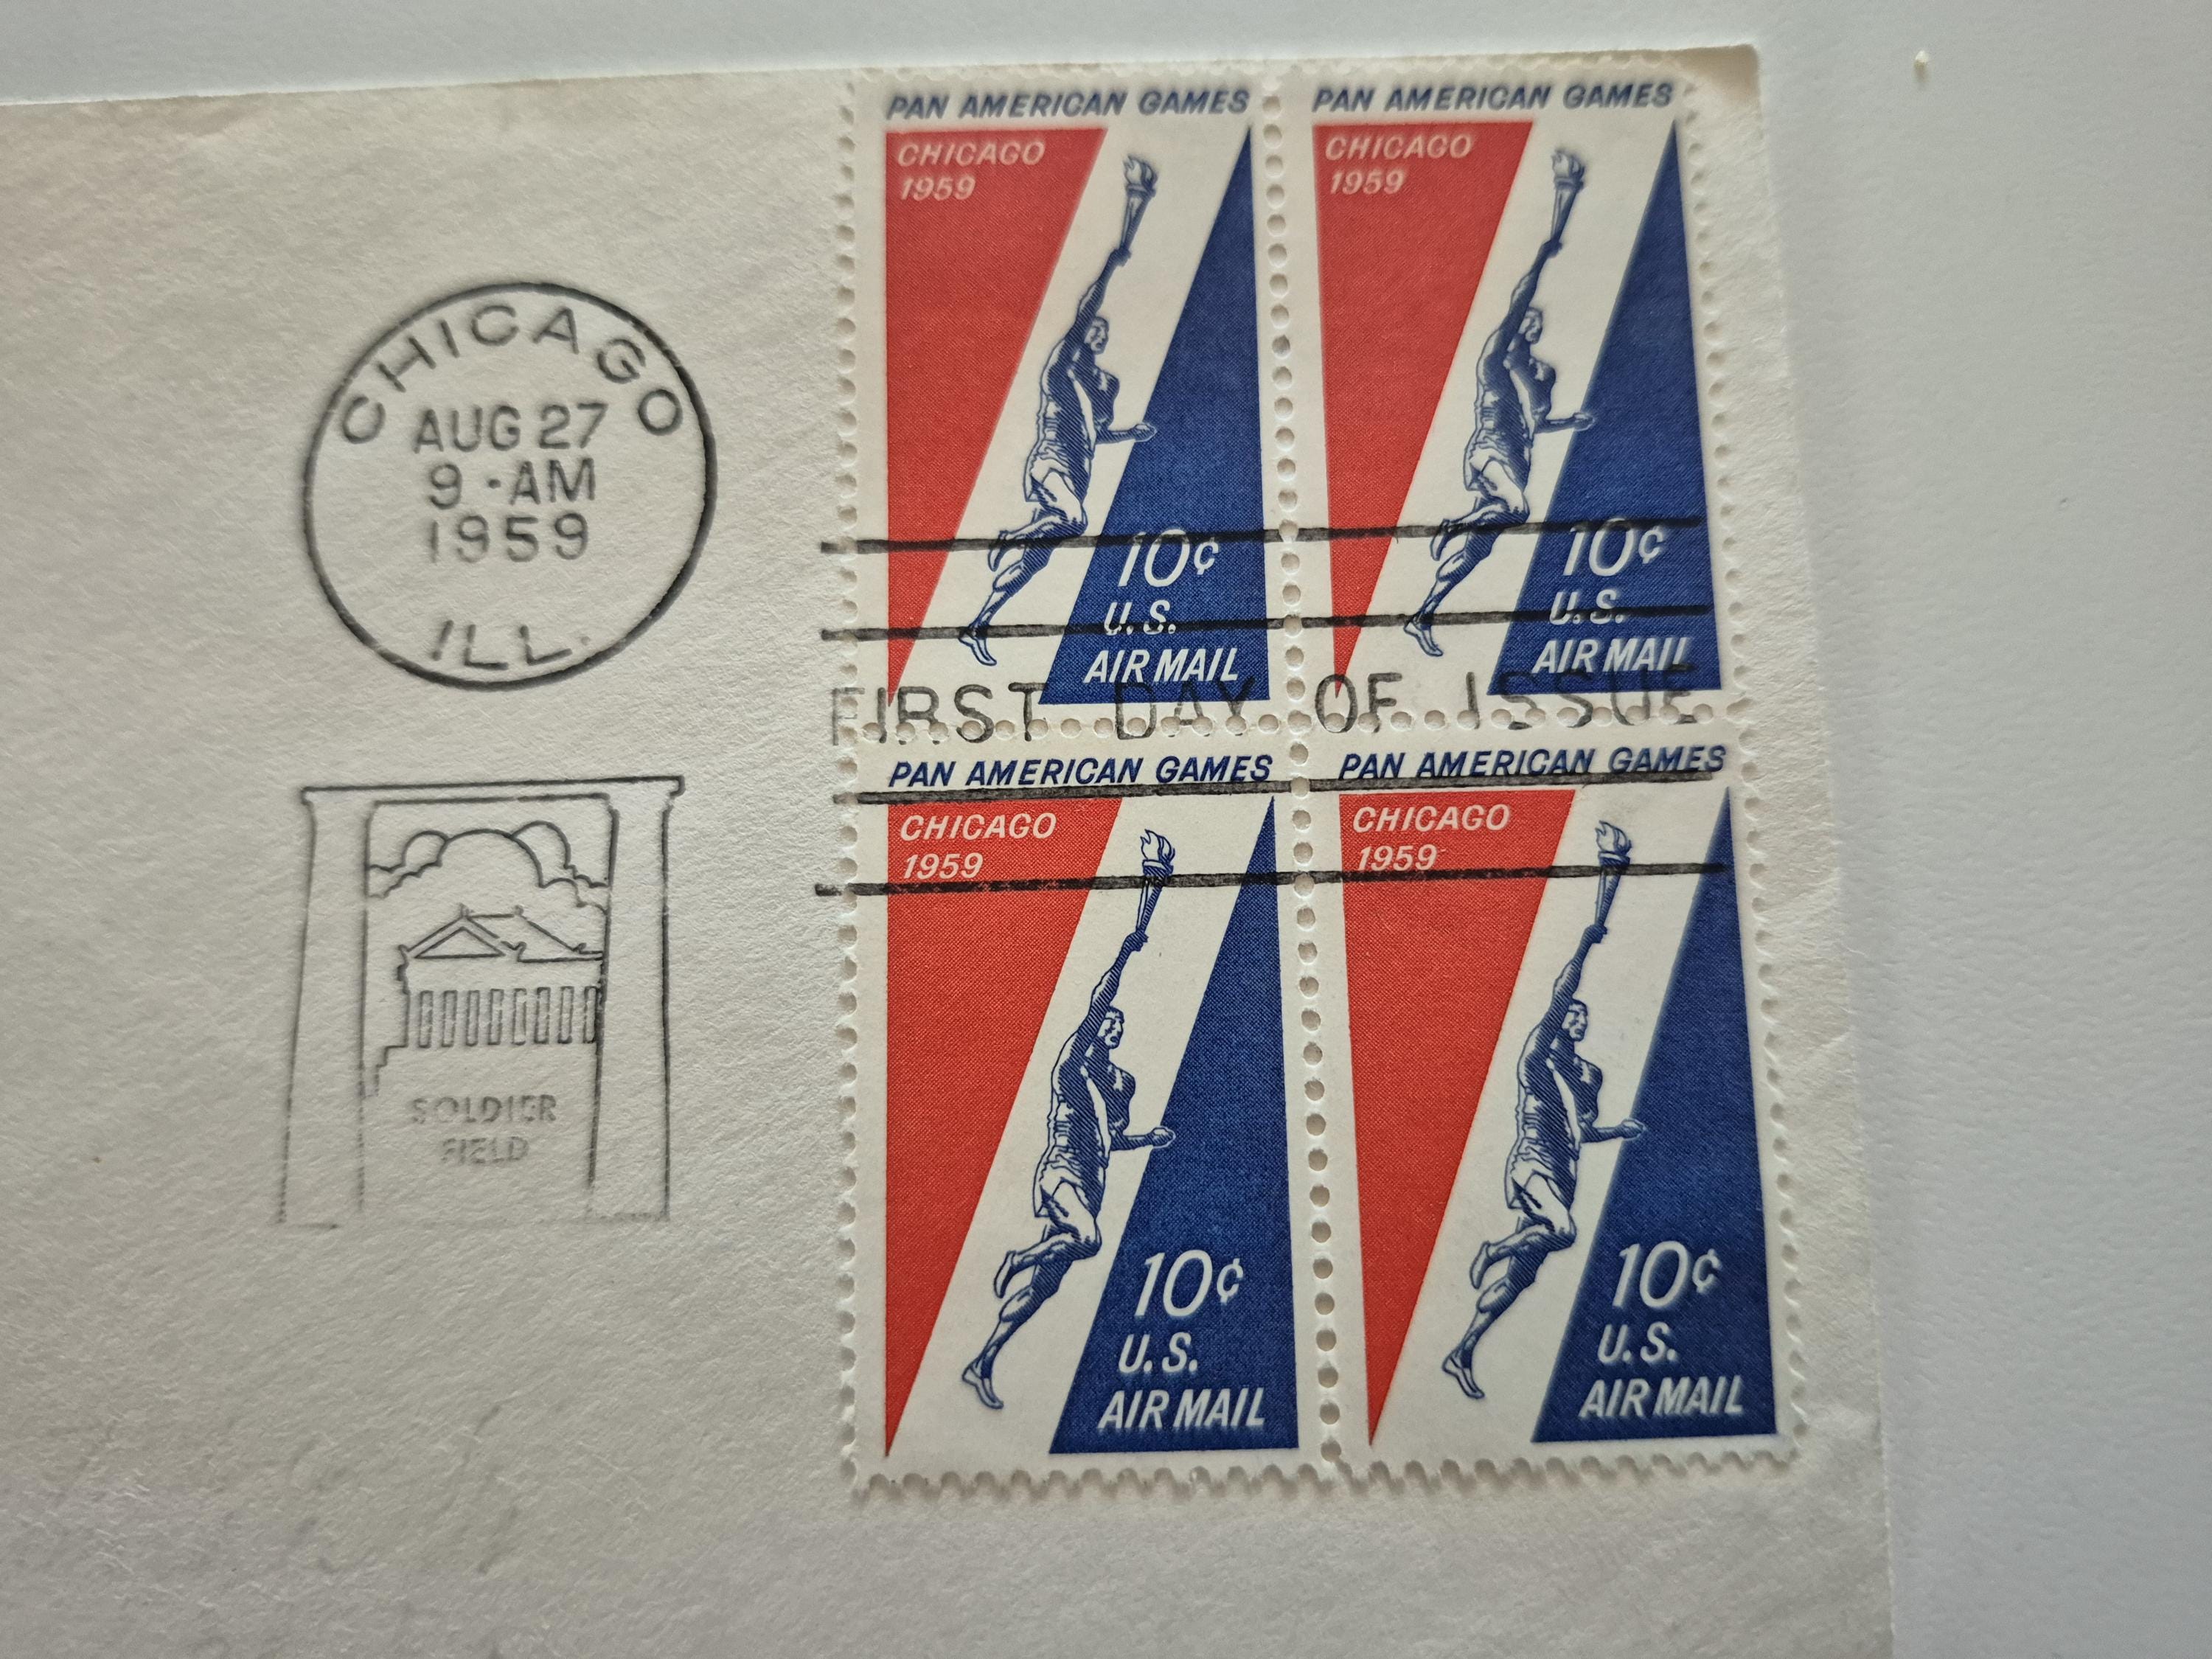 CHICAGO
AUG 27
9 · AM
1959
ILL.
SOLDIER
FIELD
PAN AMERICAN GAMES
CHICAGO
1959
10¢
U.S.
AIR MAIL
PAN AMERICAN GAMES
CHICAGO
1959
10¢
U.S.
AIR MAIL
FIRST DAY OF ISSUE
PAN AMERICAN GAMES
CHICAGO
1959
10¢
U.S.
AIR MAIL
PAN AMERICAN GAMES
CHICAGO
1959
10¢
U.S.
AIR MAIL